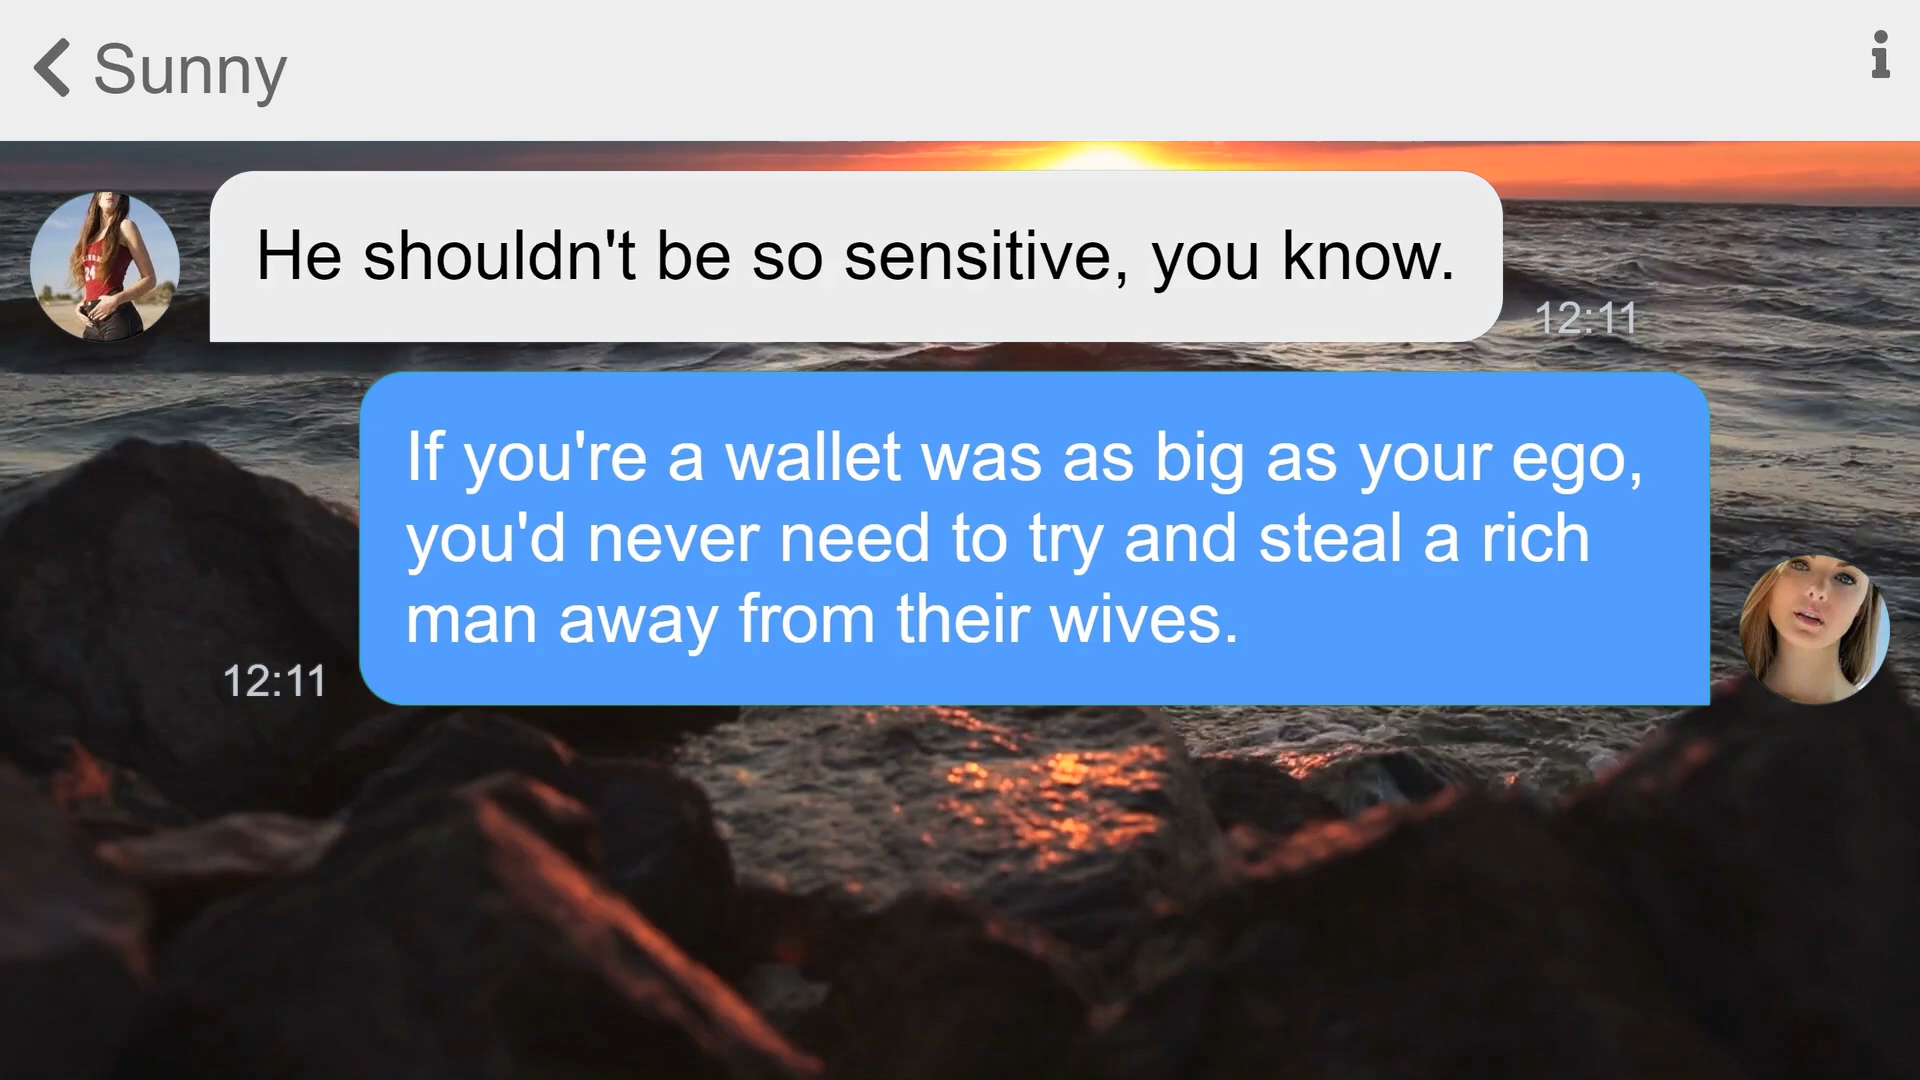 Sunny
He shouldn't be so sensitive, you know.
12:11
If you're a wallet was as big as your ego,
you'd never need to try and steal a rich
man away from their wives.
12:11
24